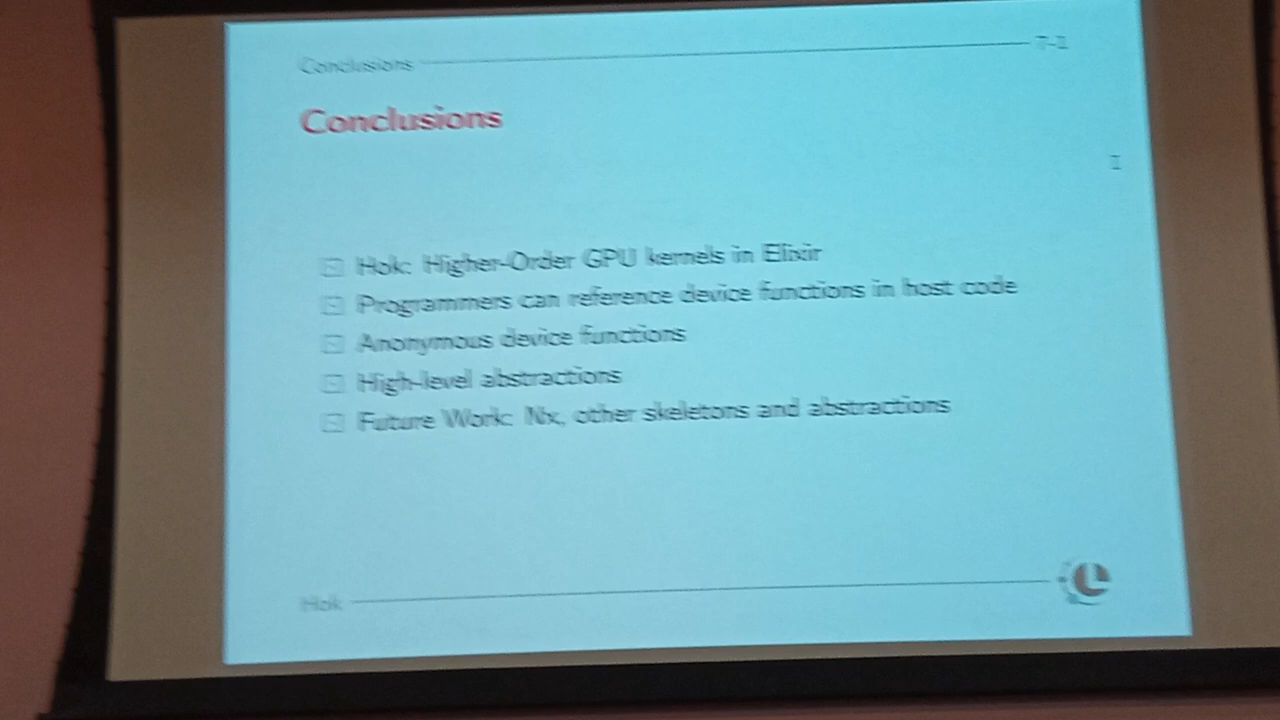 Conclusions
Conclusions
Hok: Higher-Order GPU kernels in Elixir
Programmers can reference device functions in host code
Anonymous device functions
High-level abstractions
Future Work: Nx, other skeletons and abstractions
Hok